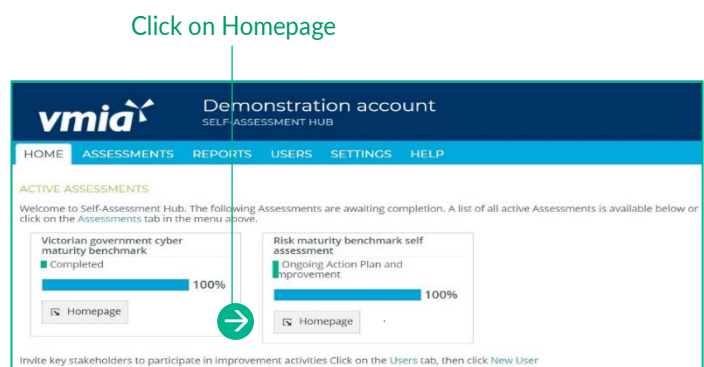 Click on Homepage
vmia
Demonstration account
SELF-ASSESSMENT HUB
HOME ASSESSMENTS REPORTS USERS SETTINGS HELP
ACTIVE ASSESSMENTS
Welcome to Self-Assessment Hub. The following Assessments are awaiting completion. A list of all active Assessments is available below or
click on the Assessments tab in the menu above.
Victorian government cyber
maturity benchmark
Completed
100%
Homepage
Risk maturity benchmark self
assessment
Ongoing Action Plan and
mprovement
100%
Homepage
Invite key stakeholders to participate in improvement activities Click on the Users tab, then click New User